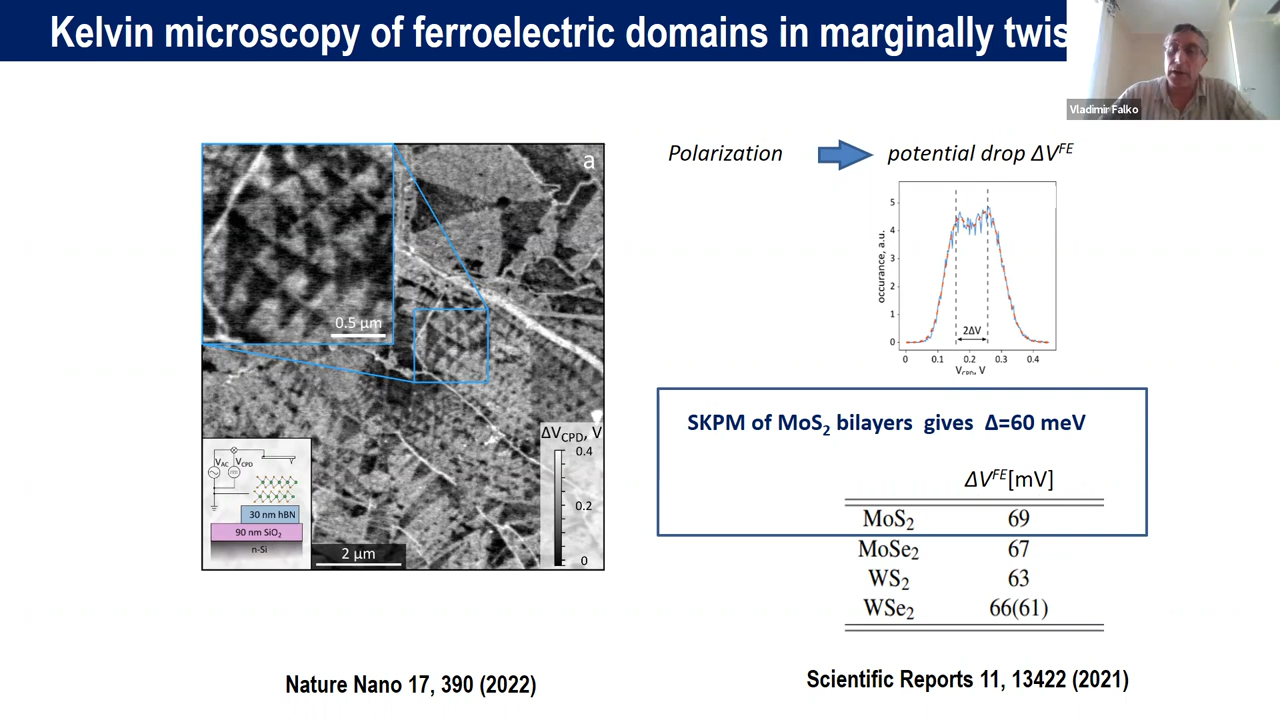 Kelvin microscopy of ferroelectric domains in marginally twis
Vladimir Falko
a
0.5 µm
ΔV_CPD, V
0.4
0.2
0
V_AC V_CPD
30 nm hBN
90 nm SiO₂
n-Si
2 µm
Polarization potential drop ΔV^FE
occurance, a.u.
5
4
3
2
1
0
2ΔV
0 0.1 0.2 0.3 0.4
V_CPD, V
SKPM of MoS₂ bilayers gives Δ=60 meV
ΔV^FE[mV]
MoS₂ 69
MoSe₂ 67
WS₂ 63
WSe₂ 66(61)
Nature Nano 17, 390 (2022)
Scientific Reports 11, 13422 (2021)